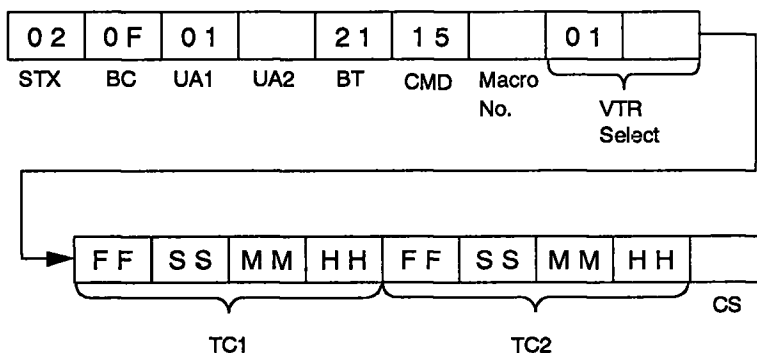 02 0F 01 21 15 01
STX BC UA1 UA2 BT CMD Macro No. VTR Select
FF SS MM HH FF SS MM HH
CS
TC1 TC2